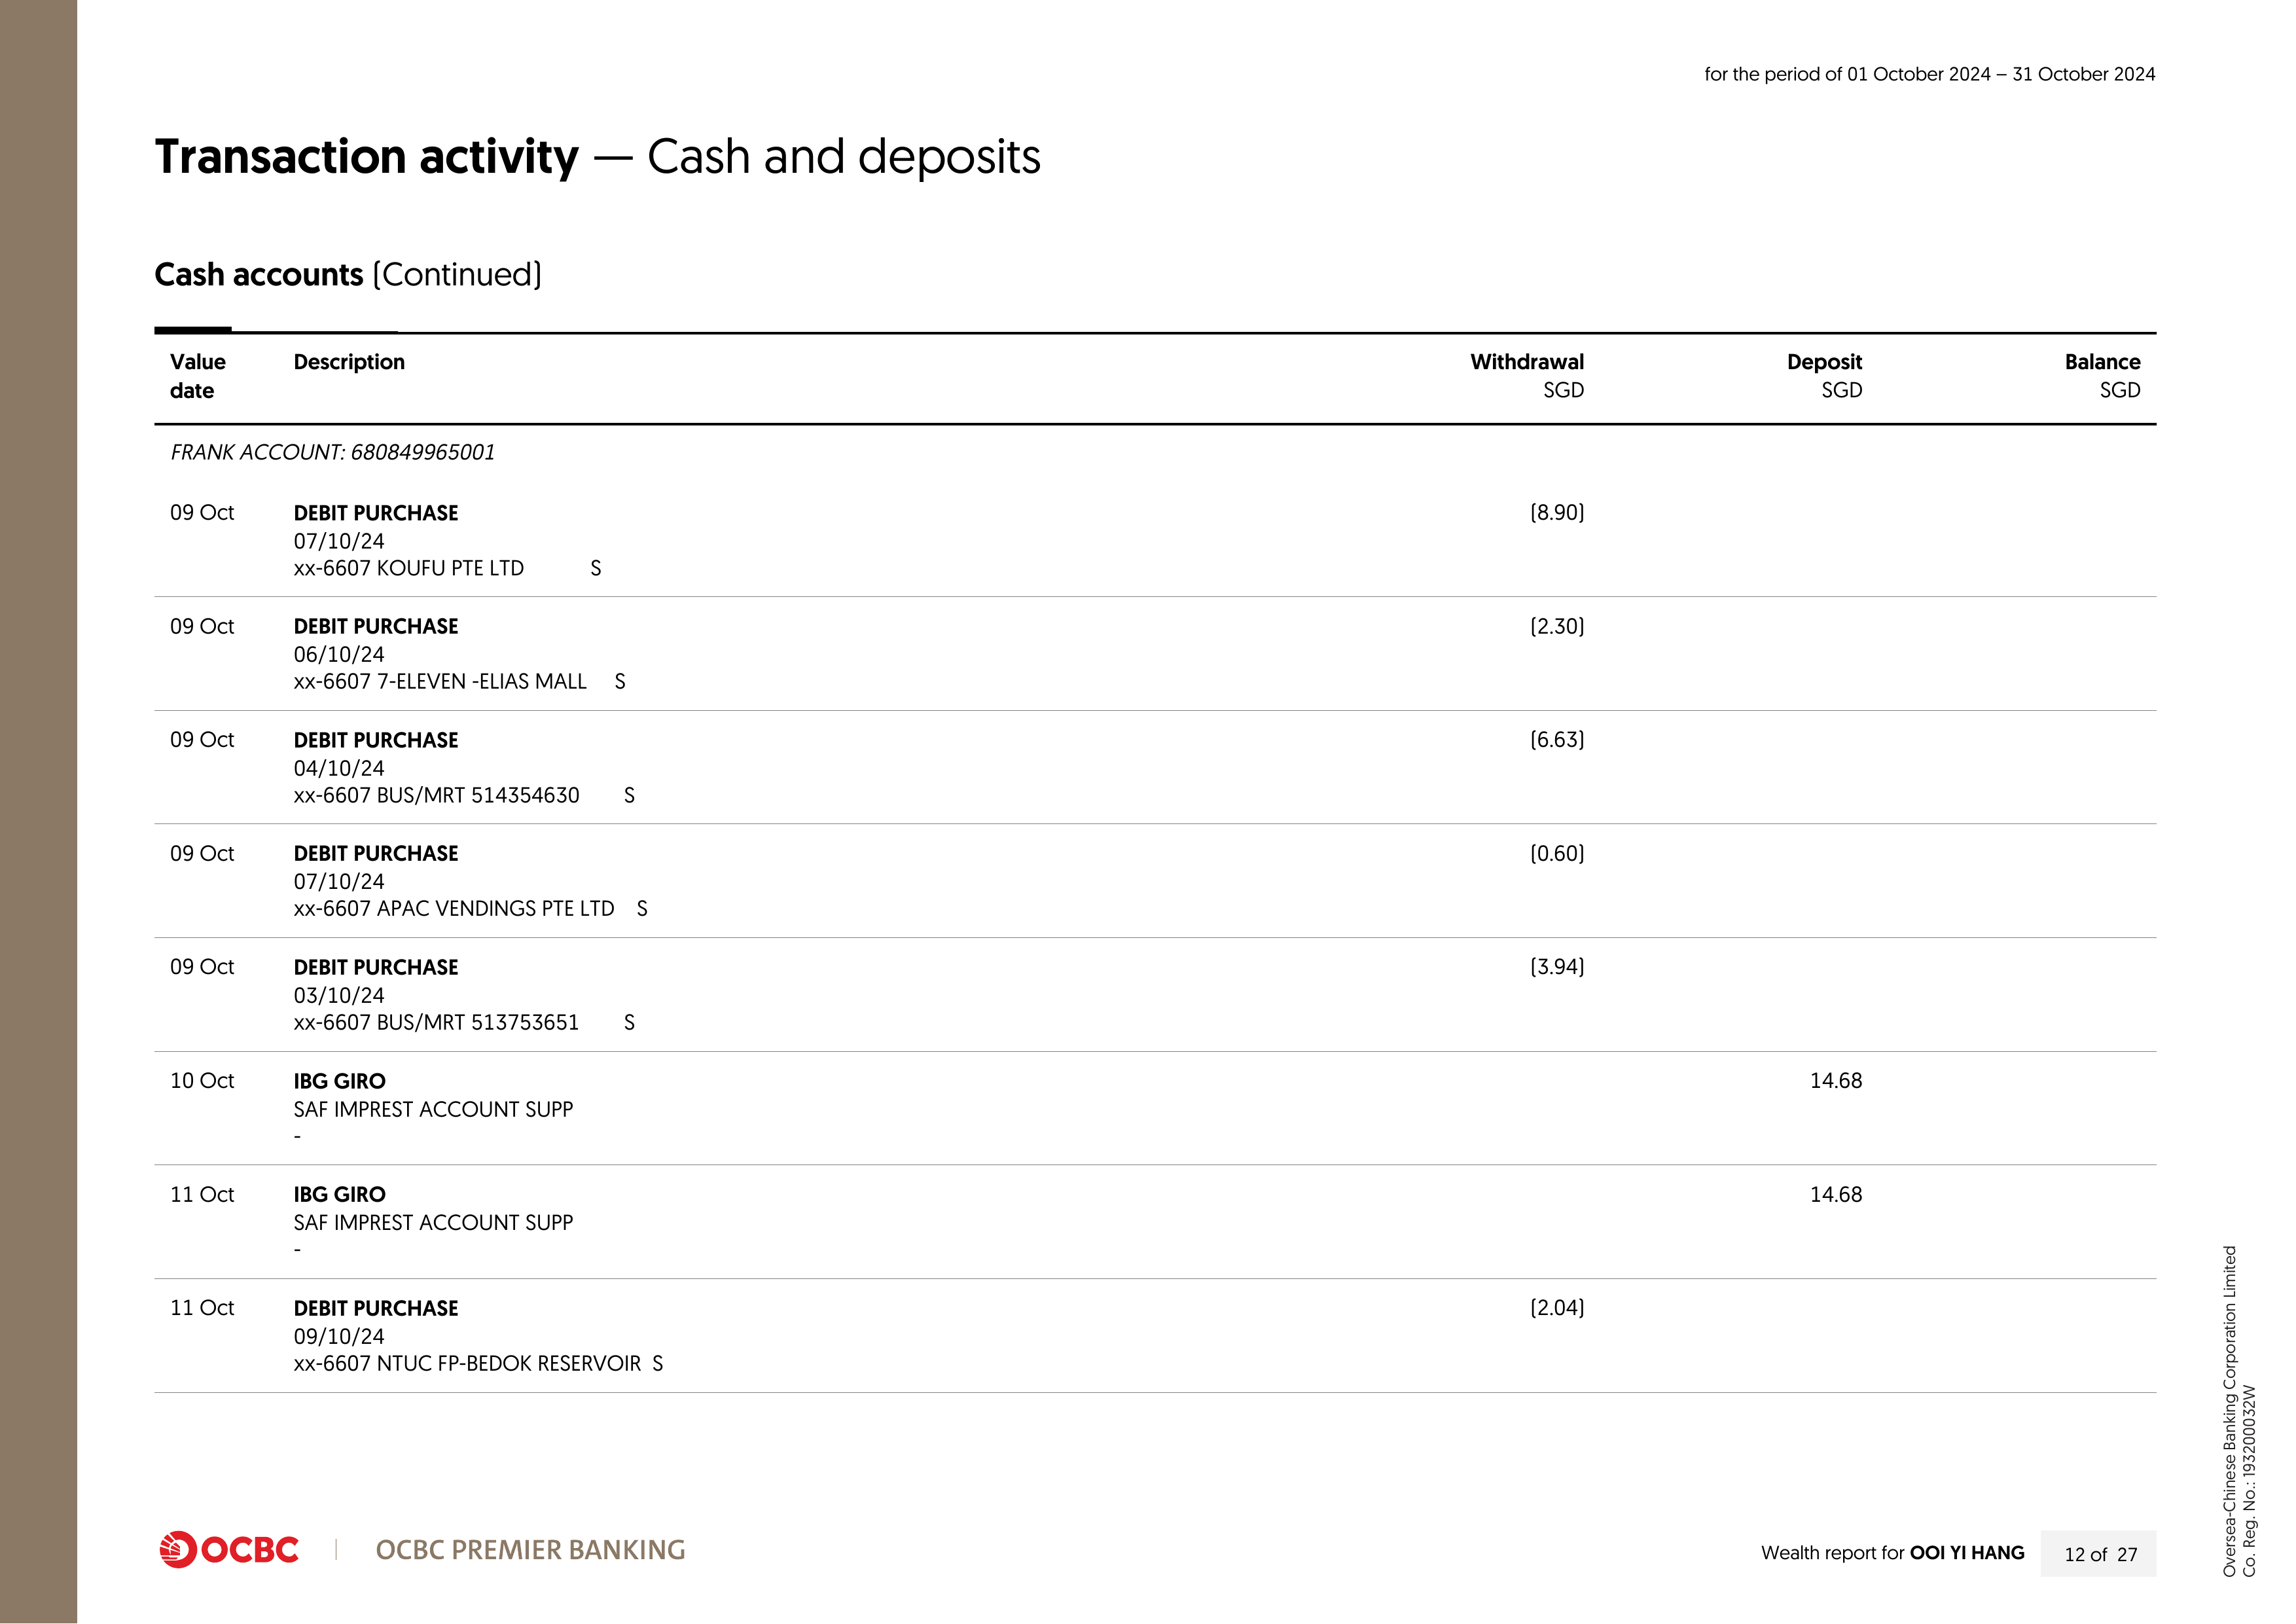 for the period of 01 October 2024 – 31 October 2024
Transaction activity — Cash and deposits
Cash accounts (Continued)
Value date Description Withdrawal SGD Deposit SGD Balance SGD
FRANK ACCOUNT: 680849965001
09 Oct DEBIT PURCHASE (8.90)
07/10/24
xx-6607 KOUFU PTE LTD S
09 Oct DEBIT PURCHASE (2.30)
06/10/24
xx-6607 7-ELEVEN -ELIAS MALL S
09 Oct DEBIT PURCHASE (6.63)
04/10/24
xx-6607 BUS/MRT 514354630 S
09 Oct DEBIT PURCHASE (0.60)
07/10/24
xx-6607 APAC VENDINGS PTE LTD S
09 Oct DEBIT PURCHASE (3.94)
03/10/24
xx-6607 BUS/MRT 513753651 S
10 Oct IBG GIRO 14.68
SAF IMPREST ACCOUNT SUPP
-
11 Oct IBG GIRO 14.68
SAF IMPREST ACCOUNT SUPP
-
11 Oct DEBIT PURCHASE (2.04)
09/10/24
xx-6607 NTUC FP-BEDOK RESERVOIR S
OCBC OCBC PREMIER BANKING
Wealth report for OOI YI HANG 12 of 27
Oversea-Chinese Banking Corporation Limited
Co. Reg. No.: 193200032W